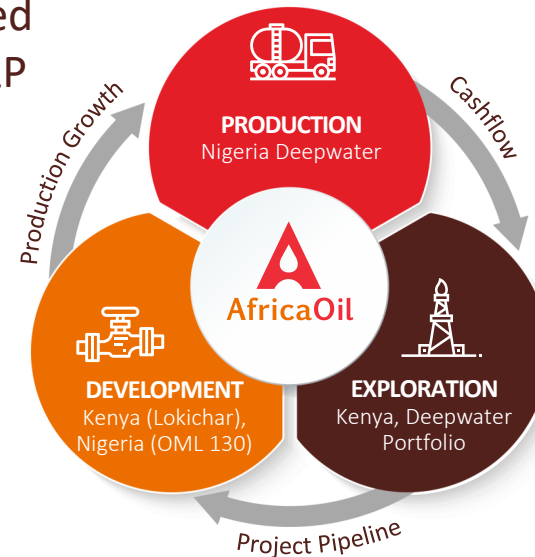 ed
P
PRODUCTION
Nigeria Deepwater
Production Growth
Cashflow
AfricaOil
DEVELOPMENT
Kenya (Lokichar),
Nigeria (OML 130)
EXPLORATION
Kenya, Deepwater
Portfolio
Project Pipeline